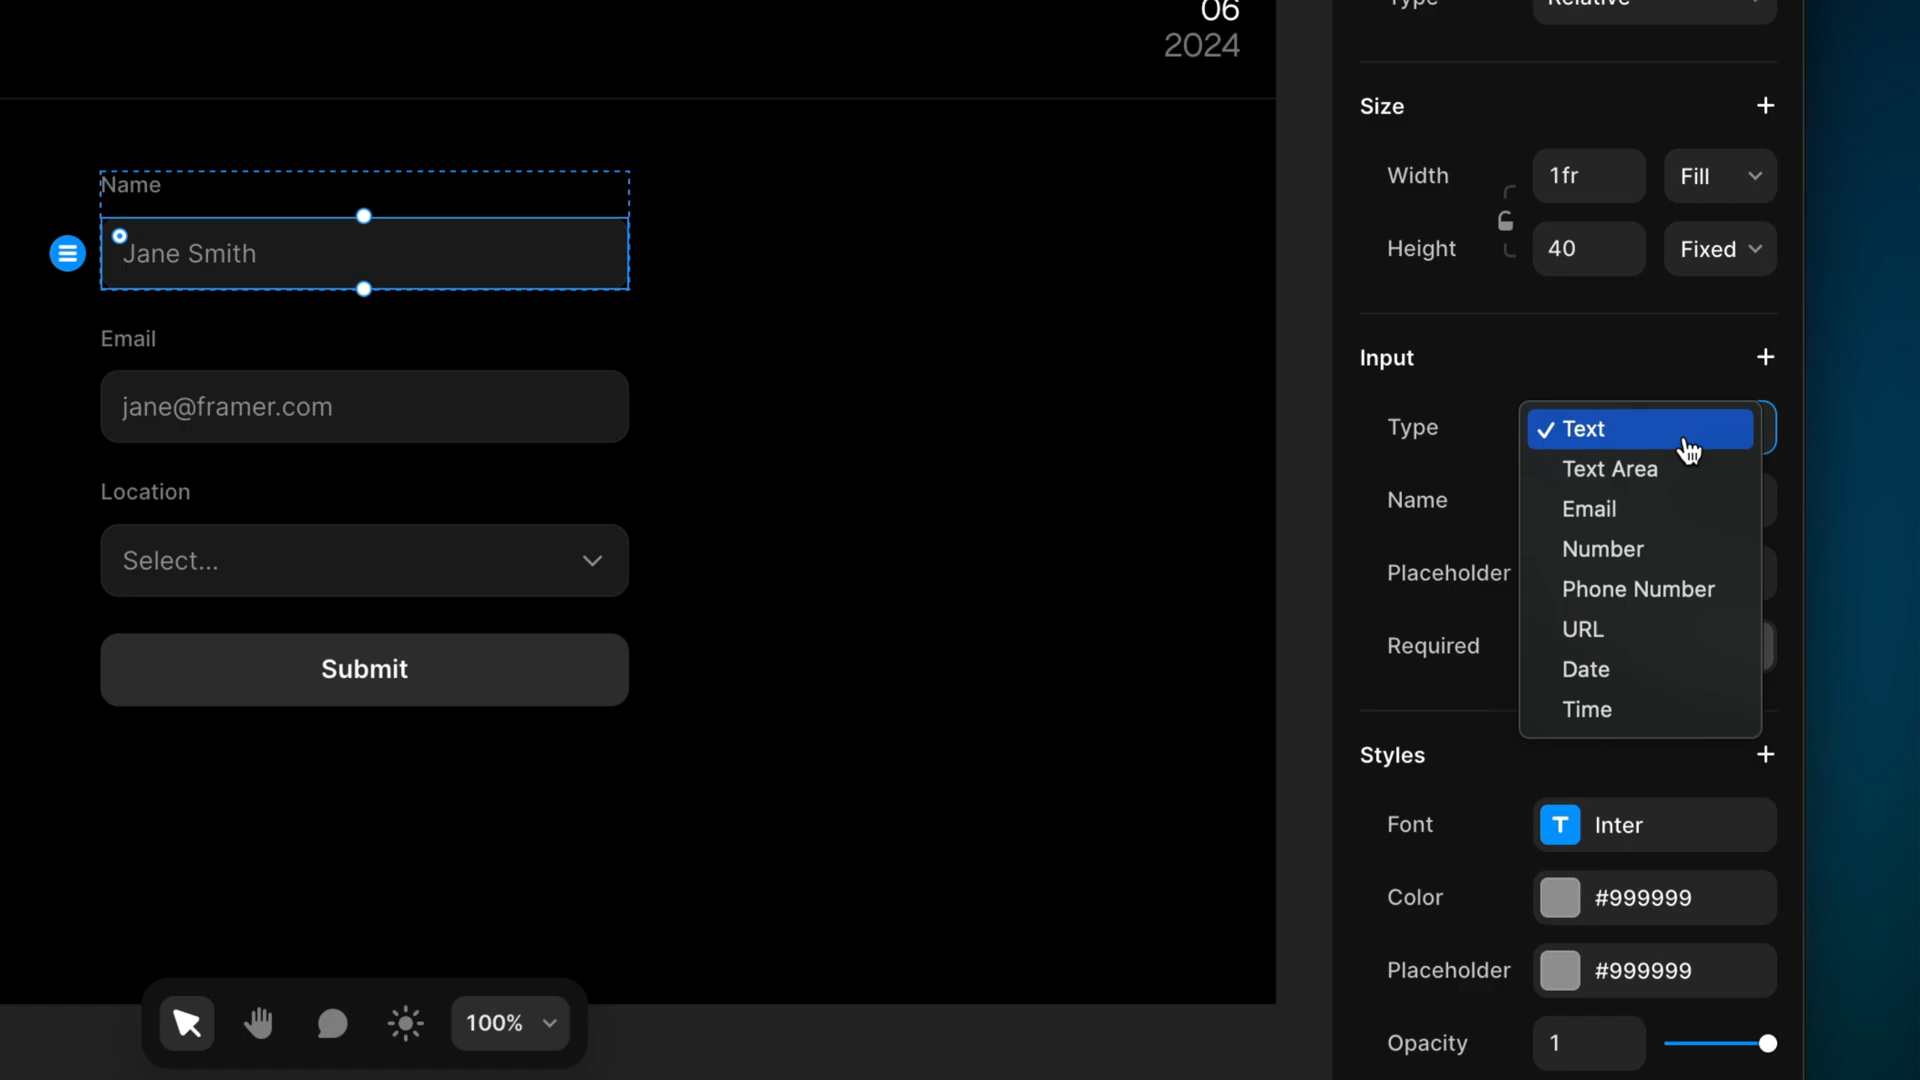 06
2024
Name
Jane Smith
Email
jane@framer.com
Location
Select...
Submit
100%
Type
Relative
Size
Width
1fr
Fill
Height
40
Fixed
Input
Type
Text
Text Area
Email
Number
Phone Number
URL
Date
Time
Name
Placeholder
Required
Styles
Font
T
Inter
Color
#999999
Placeholder
#999999
Opacity
1